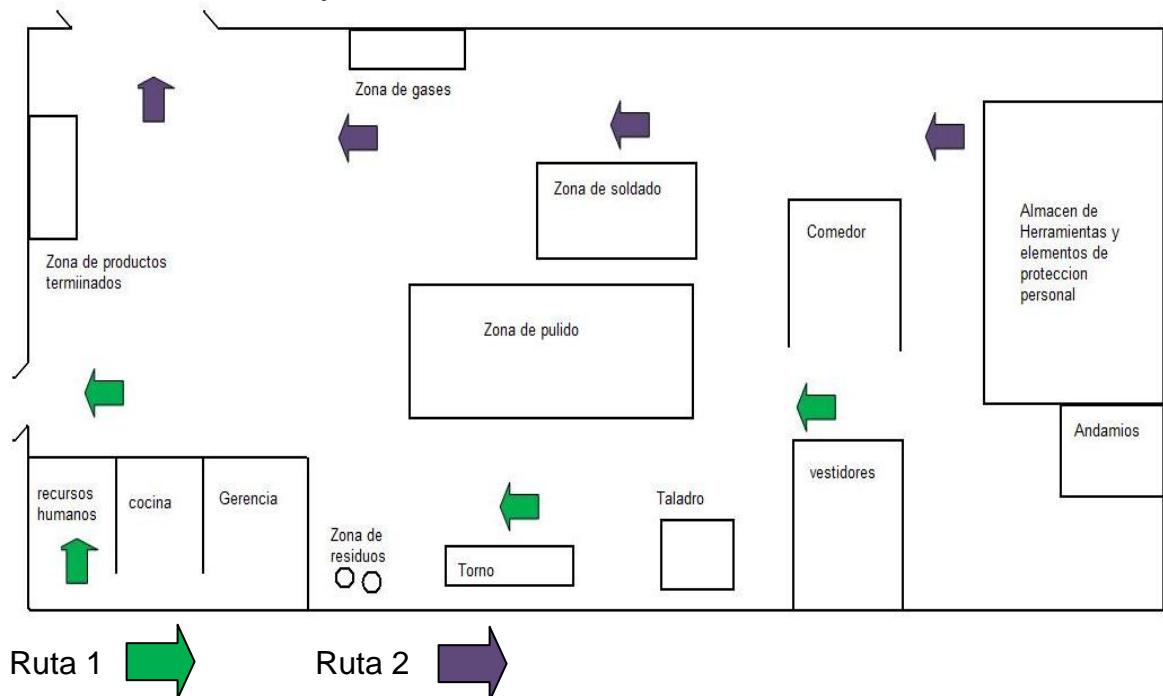 Zona de gases
Zona de soldado
Comedor
Almacen de
Herramientas y
elementos de
proteccion
personal
Zona de productos
termiinados
Zona de pulido
Andamios
recursos
humanos
cocina
Gerencia
vestidores
Taladro
Zona de
residuos
Torno
Ruta 1
Ruta 2